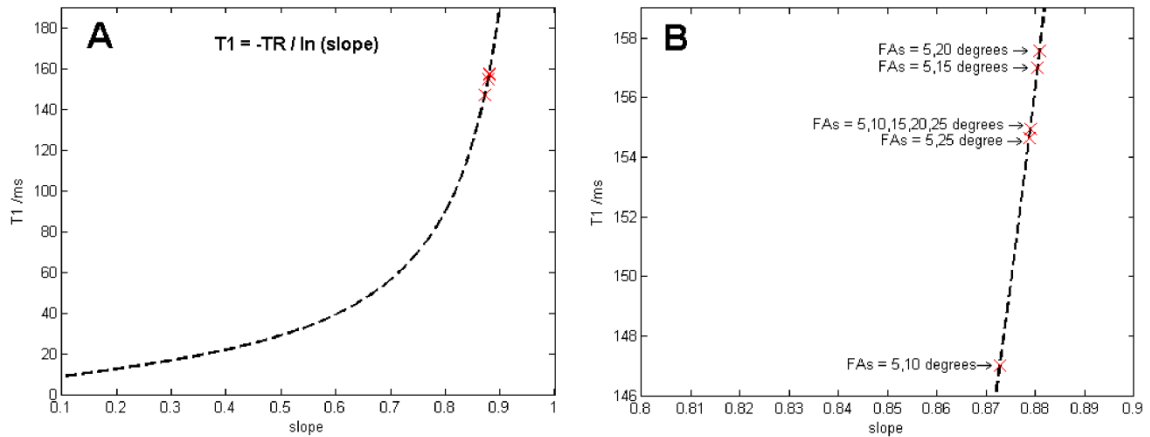 A
T1 = -TR / ln (slope)
180
160
140
120
100
80
60
40
20
0
T1 /ms
0.1 0.2 0.3 0.4 0.5 0.6 0.7 0.8 0.9 1
slope
B
FAs = 5,20 degrees
FAs = 5,15 degrees
FAs = 5,10,15,20,25 degrees
FAs = 5,25 degree
FAs = 5,10 degrees
158
156
154
152
150
148
146
T1 /ms
0.8 0.81 0.82 0.83 0.84 0.85 0.86 0.87 0.88 0.89 0.9
slope